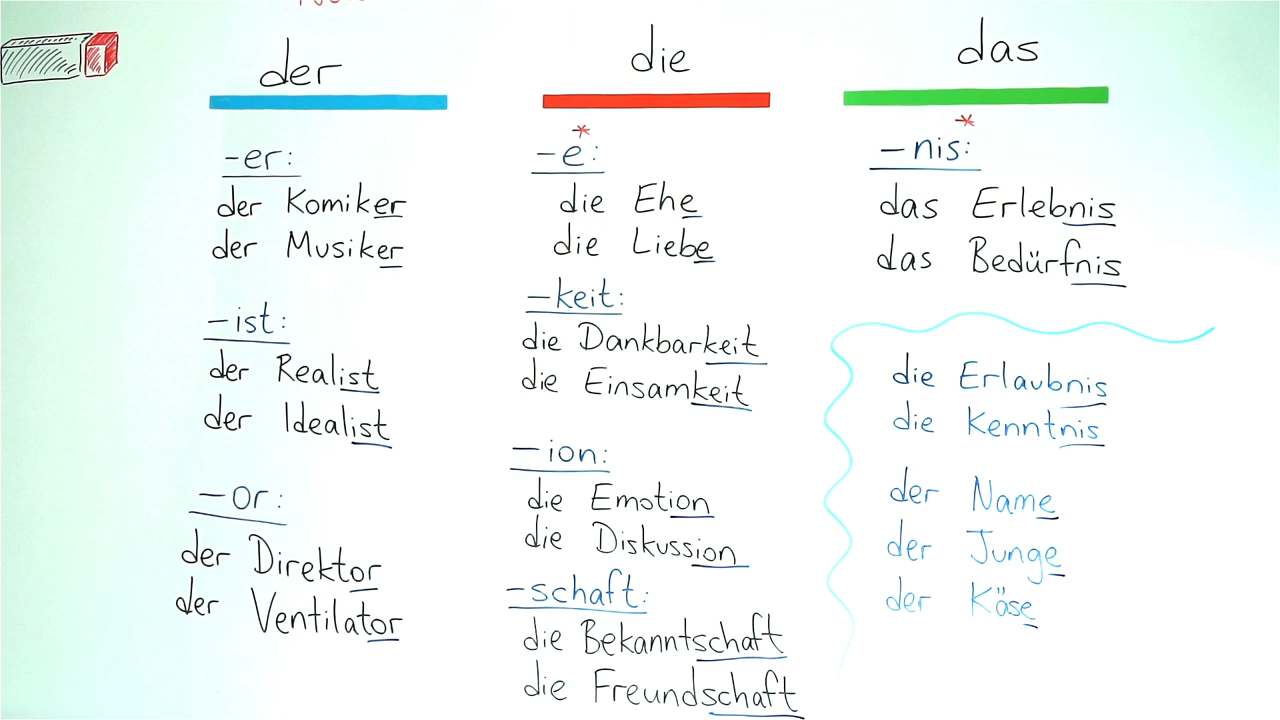 der
-er:
der Komiker
der Musiker
-ist:
der Realist
der Idealist
-or:
der Direktor
der Ventilator
die
*
-e:
die Ehe
die Liebe
-keit:
die Dankbarkeit
die Einsamkeit
-ion:
die Emotion
die Diskussion
-schaft:
die Bekanntschaft
die Freundschaft
das
*
-nis:
das Erlebnis
das Bedürfnis
die Erlaubnis
die Kenntnis
der Name
der Junge
der Käse